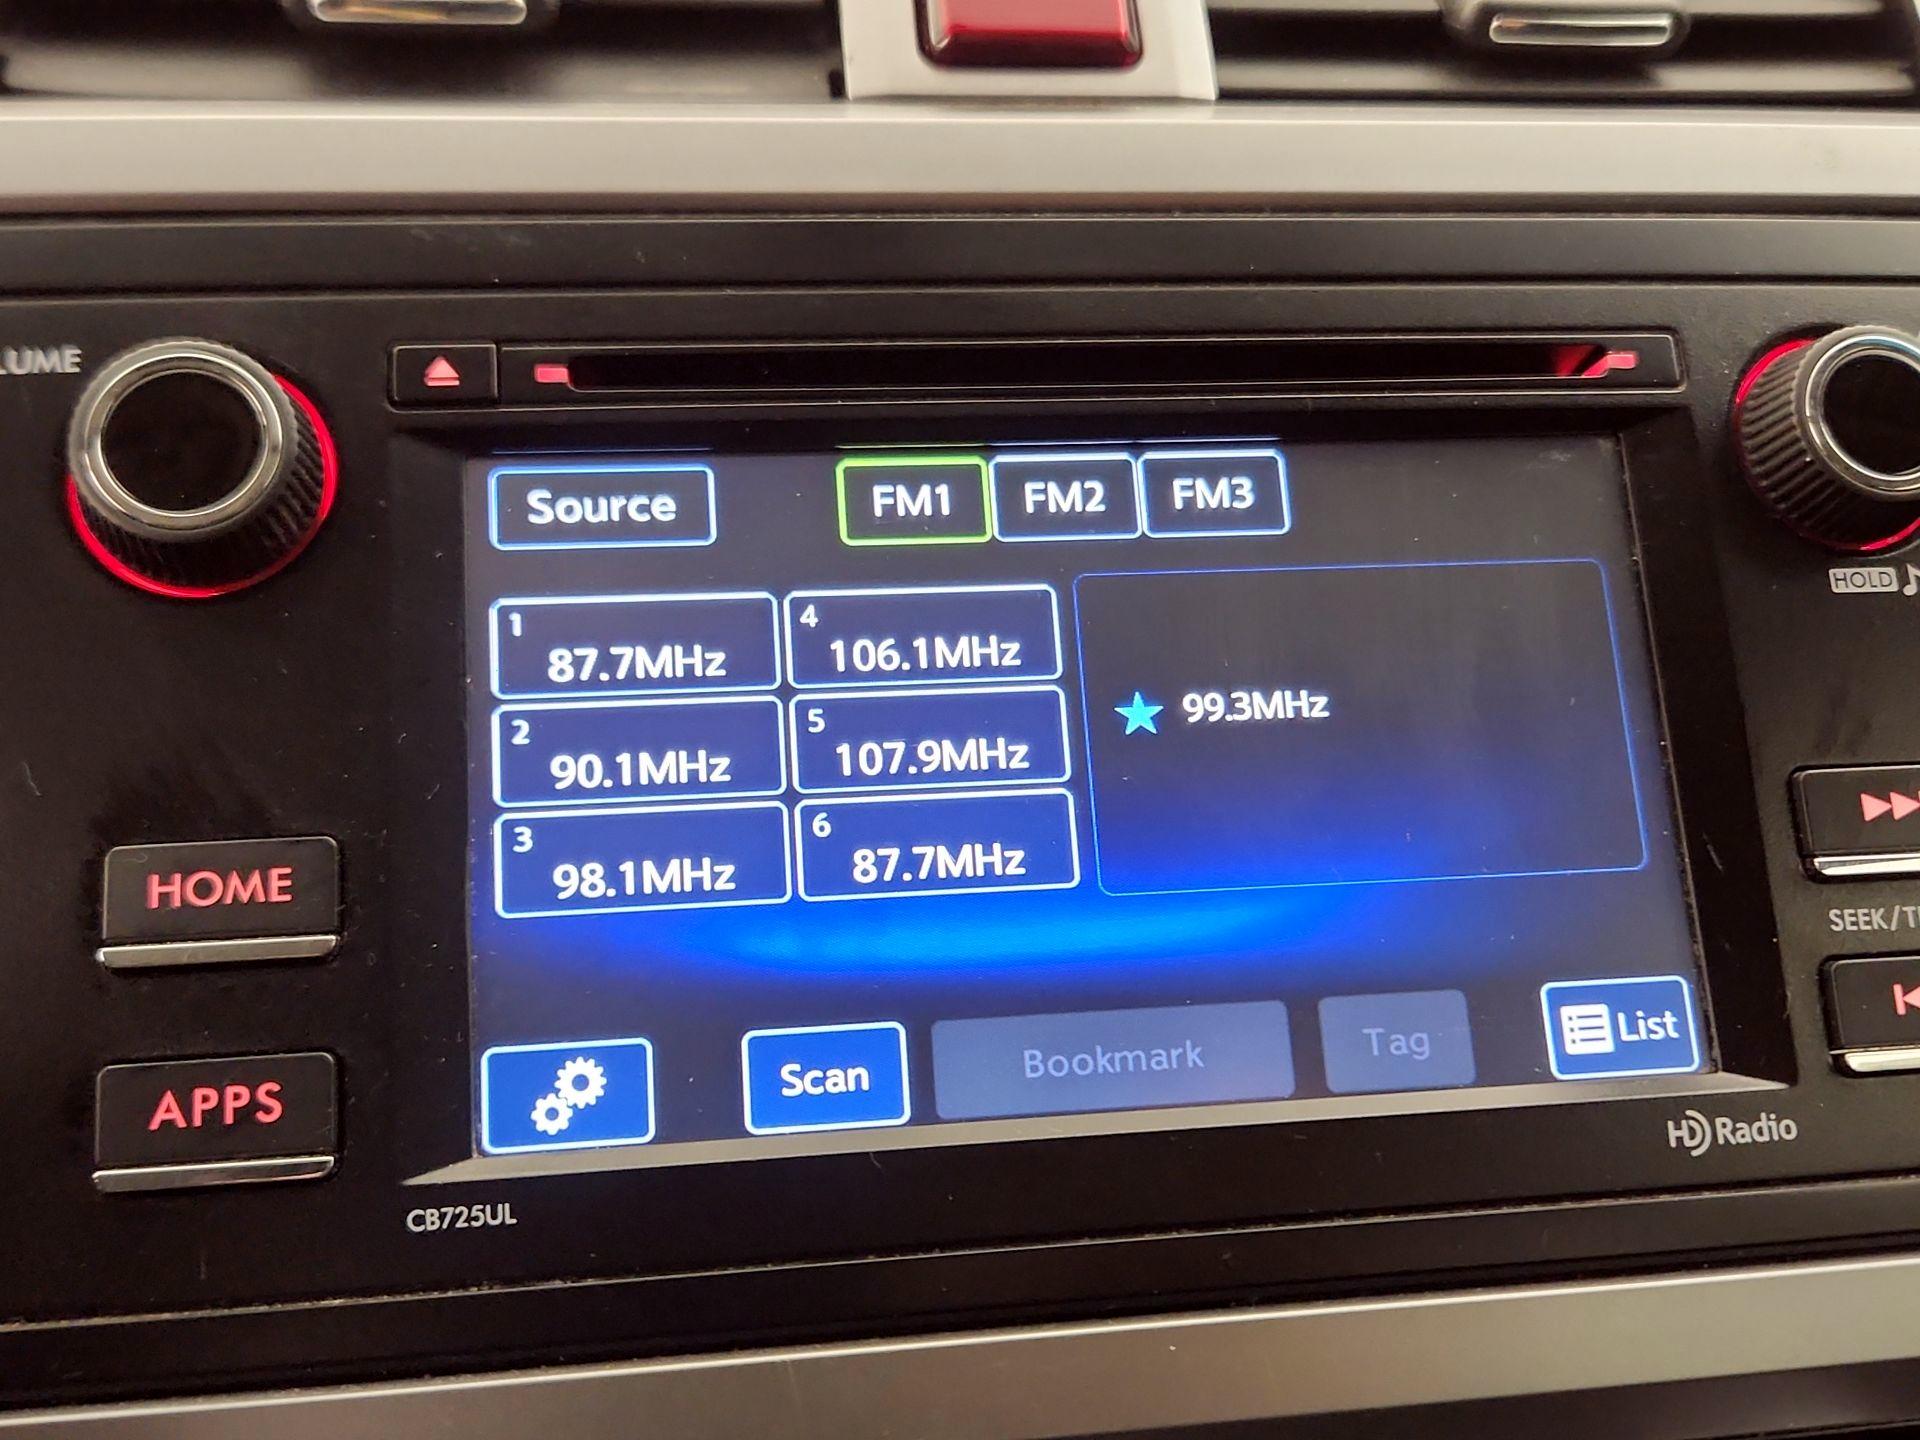 LUME
Source
FM1
FM2
FM3
HOLD
1
87.7MHz
4
106.1MHz
2
90.1MHz
5
107.9MHz
3
98.1MHz
6
87.7MHz
99.3MHz
HOME
SEEK/T
APPS
Scan
Bookmark
Tag
List
HD Radio
CB725UL